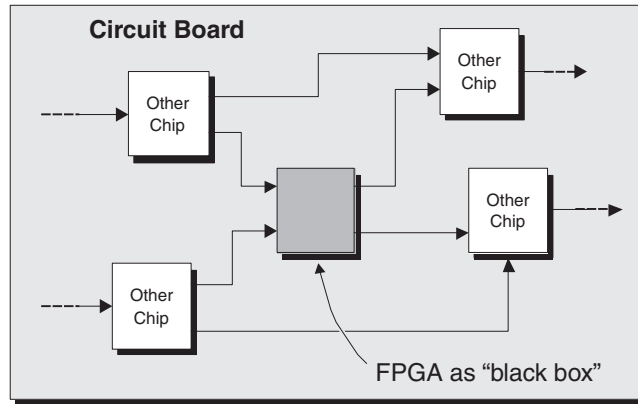 Circuit Board
Other
Chip
Other
Chip
Other
Chip
Other
Chip
FPGA as “black box”